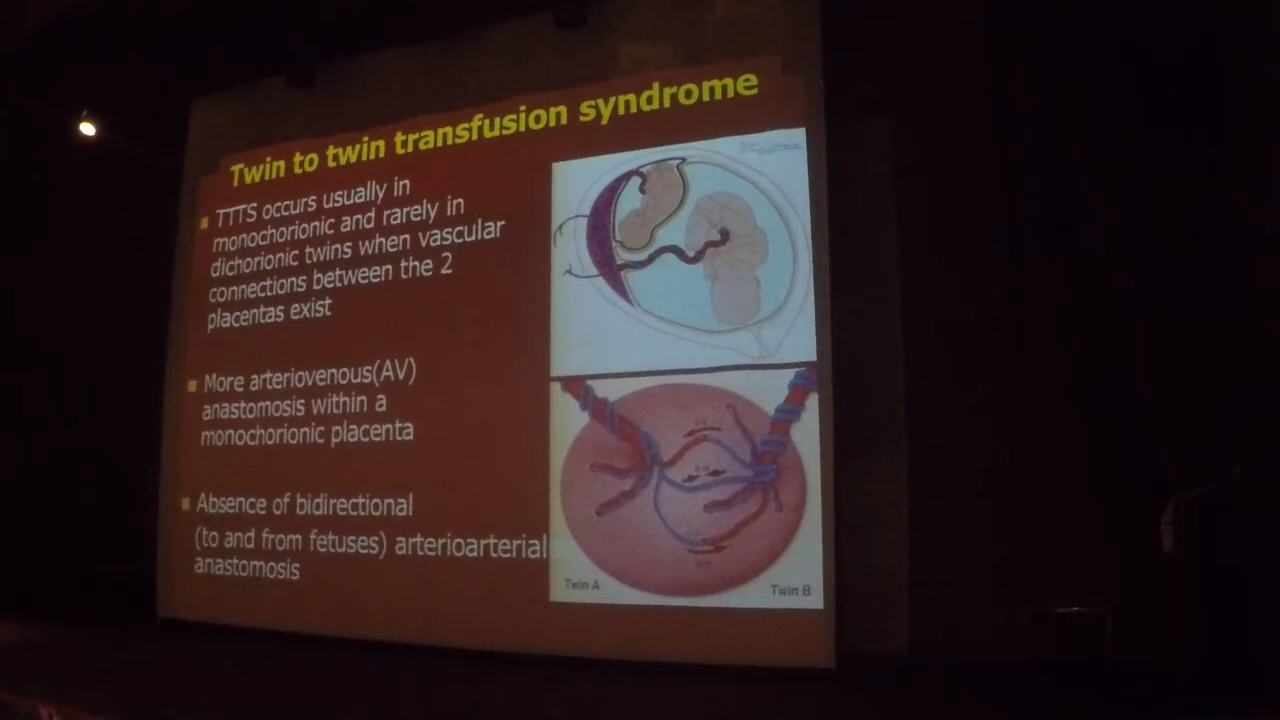 Twin to twin transfusion syndrome
TTTS occurs usually in
monochorionic and rarely in
dichorionic twins when vascular
connections between the 2
placentas exist
More arteriovenous(AV)
anastomosis within a
monochorionic placenta
Absence of bidirectional
(to and from fetuses) arterioarterial
anastomosis
Twin A
Twin B